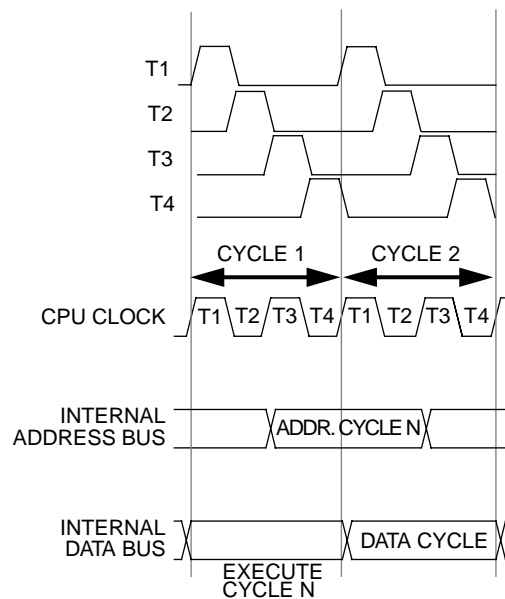 T1
T2
T3
T4
CYCLE 1 CYCLE 2
CPU CLOCK T1 T2 T3 T4 T1 T2 T3 T4
INTERNAL
ADDRESS BUS ADDR. CYCLE N
INTERNAL
DATA BUS DATA CYCLE
EXECUTE
CYCLE N